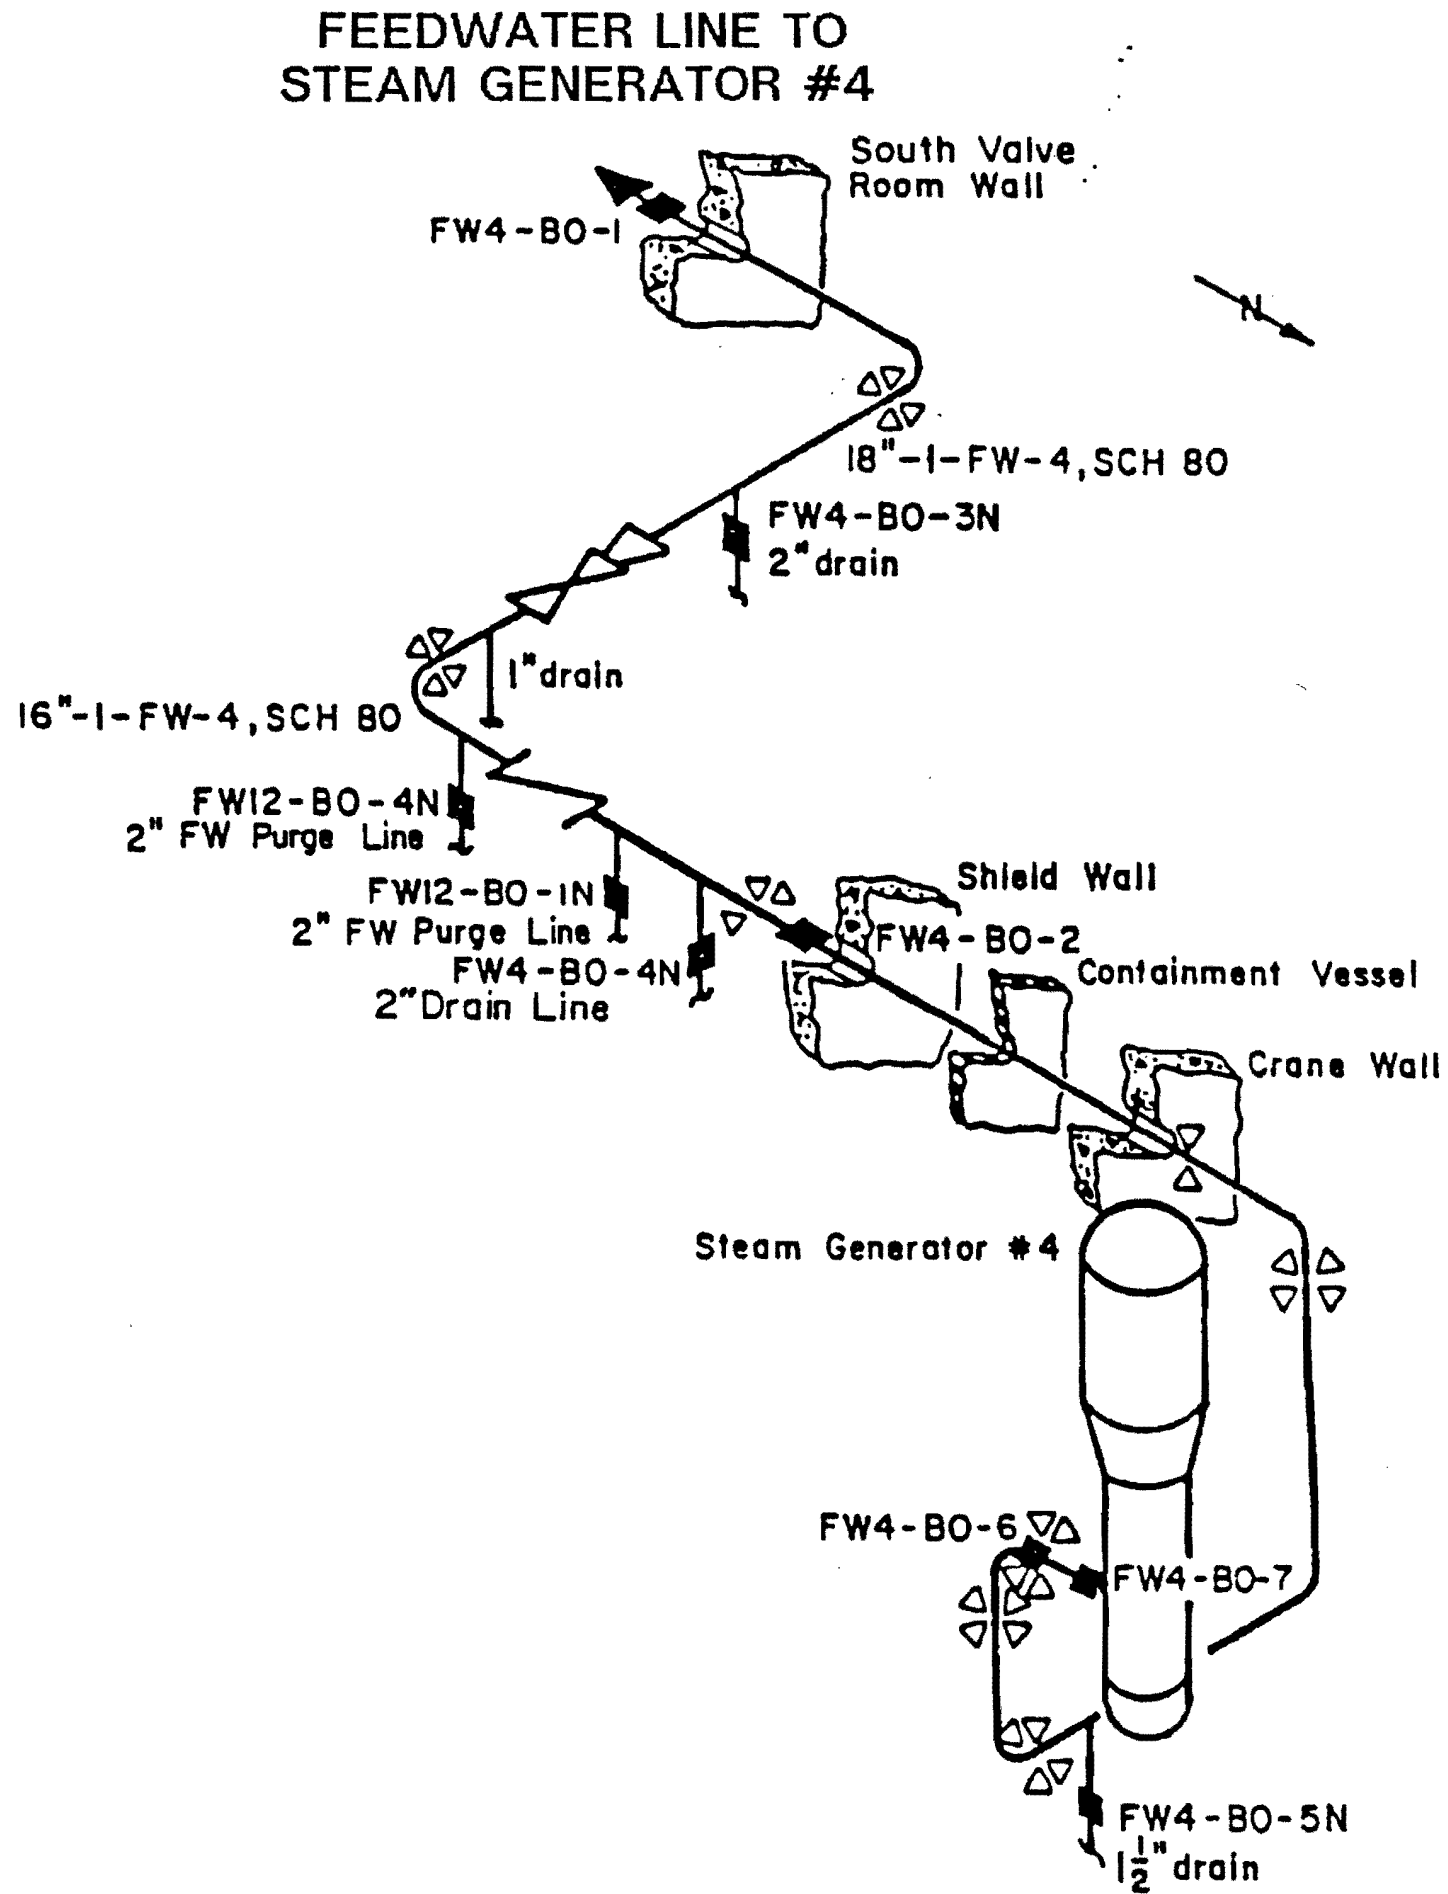 FEEDWATER LINE TO
STEAM GENERATOR #4
South Valve
Room Wall
FW4-BO-1
N
18"-1-FW-4, SCH 80
FW4-BO-3N
2" drain
1" drain
16"-1-FW-4, SCH 80
FW12-BO-4N
2" FW Purge Line
Shield Wall
FW12-BO-1N
2" FW Purge Line
FW4-BO-2
FW4-BO-4N
2" Drain Line
Containment Vessel
Crane Wall
Steam Generator #4
FW4-BO-6
FW4-BO-7
FW4-BO-5N
1 1/2" drain